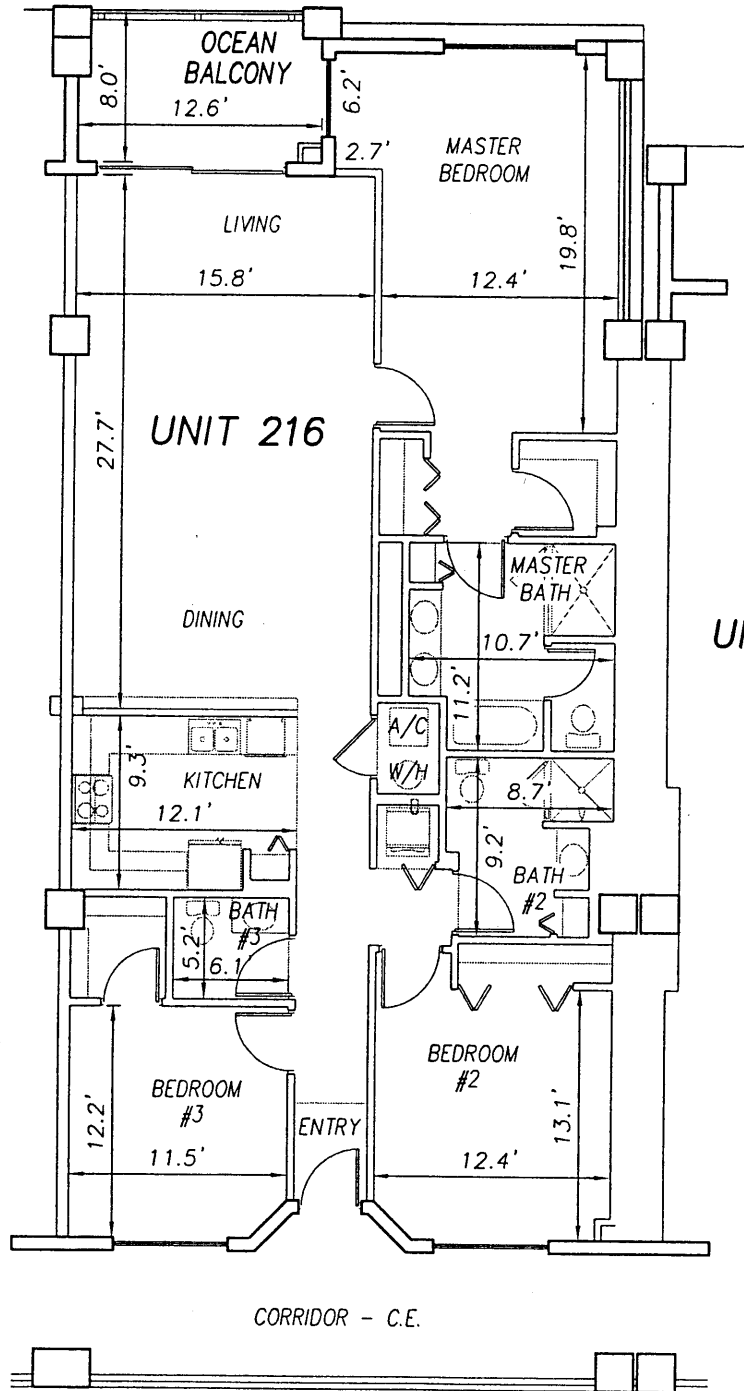 OCEAN
BALCONY
8.0'
12.6'
6.2'
2.7'
MASTER
BEDROOM
LIVING
19.8'
15.8'
12.4'
UNIT 216
27.7'
MASTER
BATH
DINING
10.7'
11.2'
A/C
W/H
9.3'
KITCHEN
12.1'
8.7'
9.2'
BATH
#2
BATH
#3
5.2'
6.1'
BEDROOM
#2
BEDROOM
#3
12.2'
13.1'
ENTRY
11.5'
12.4'
CORRIDOR - C.E.